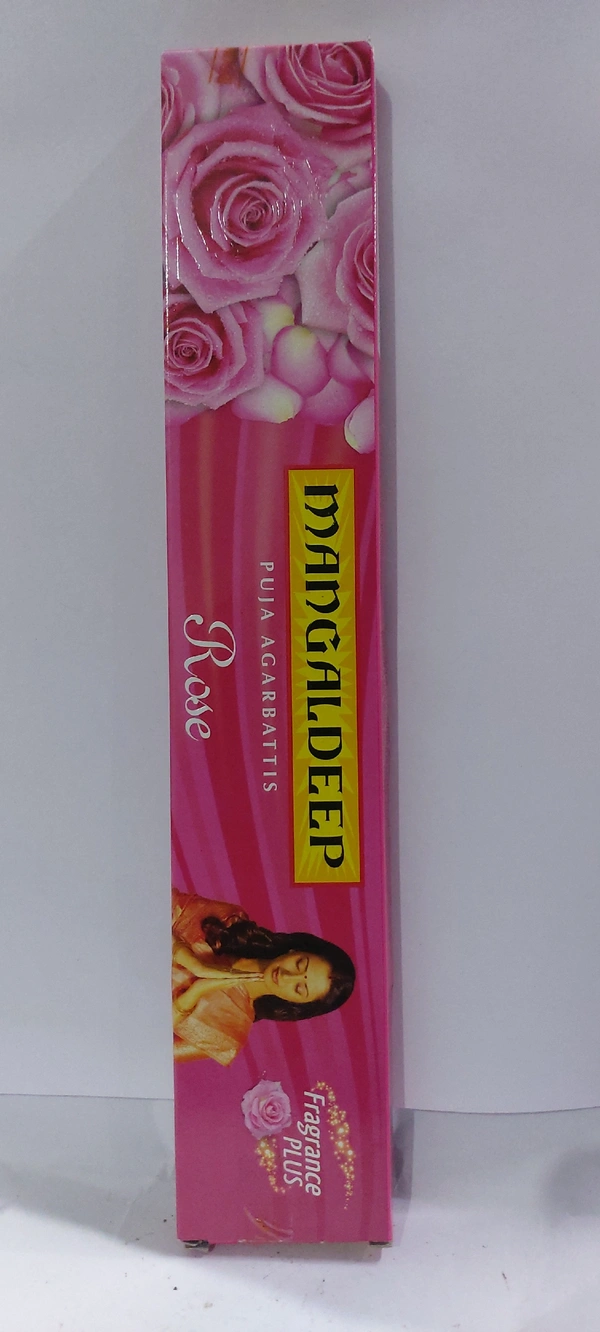 MANGALDEEP
PUJA AGARBATTIS
Rose
Fragrance
PLUS